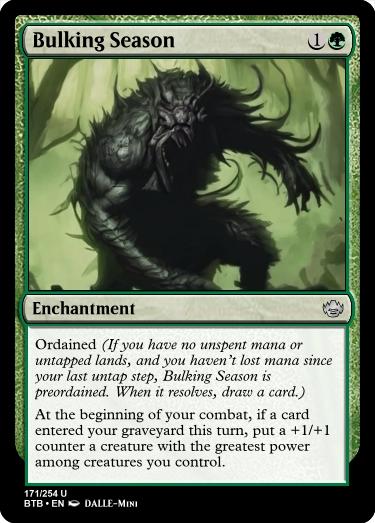 Bulking Season 1
Enchantment
Ordained (If you have no unspent mana or
untapped lands, and you haven't lost mana since
your last untap step, Bulking Season is
preordained. When it resolves, draw a card.)
At the beginning of your combat, if a card
entered your graveyard this turn, put a +1/+1
counter a creature with the greatest power
among creatures you control.
171/254 U
BTB • EN DALLE-MINI